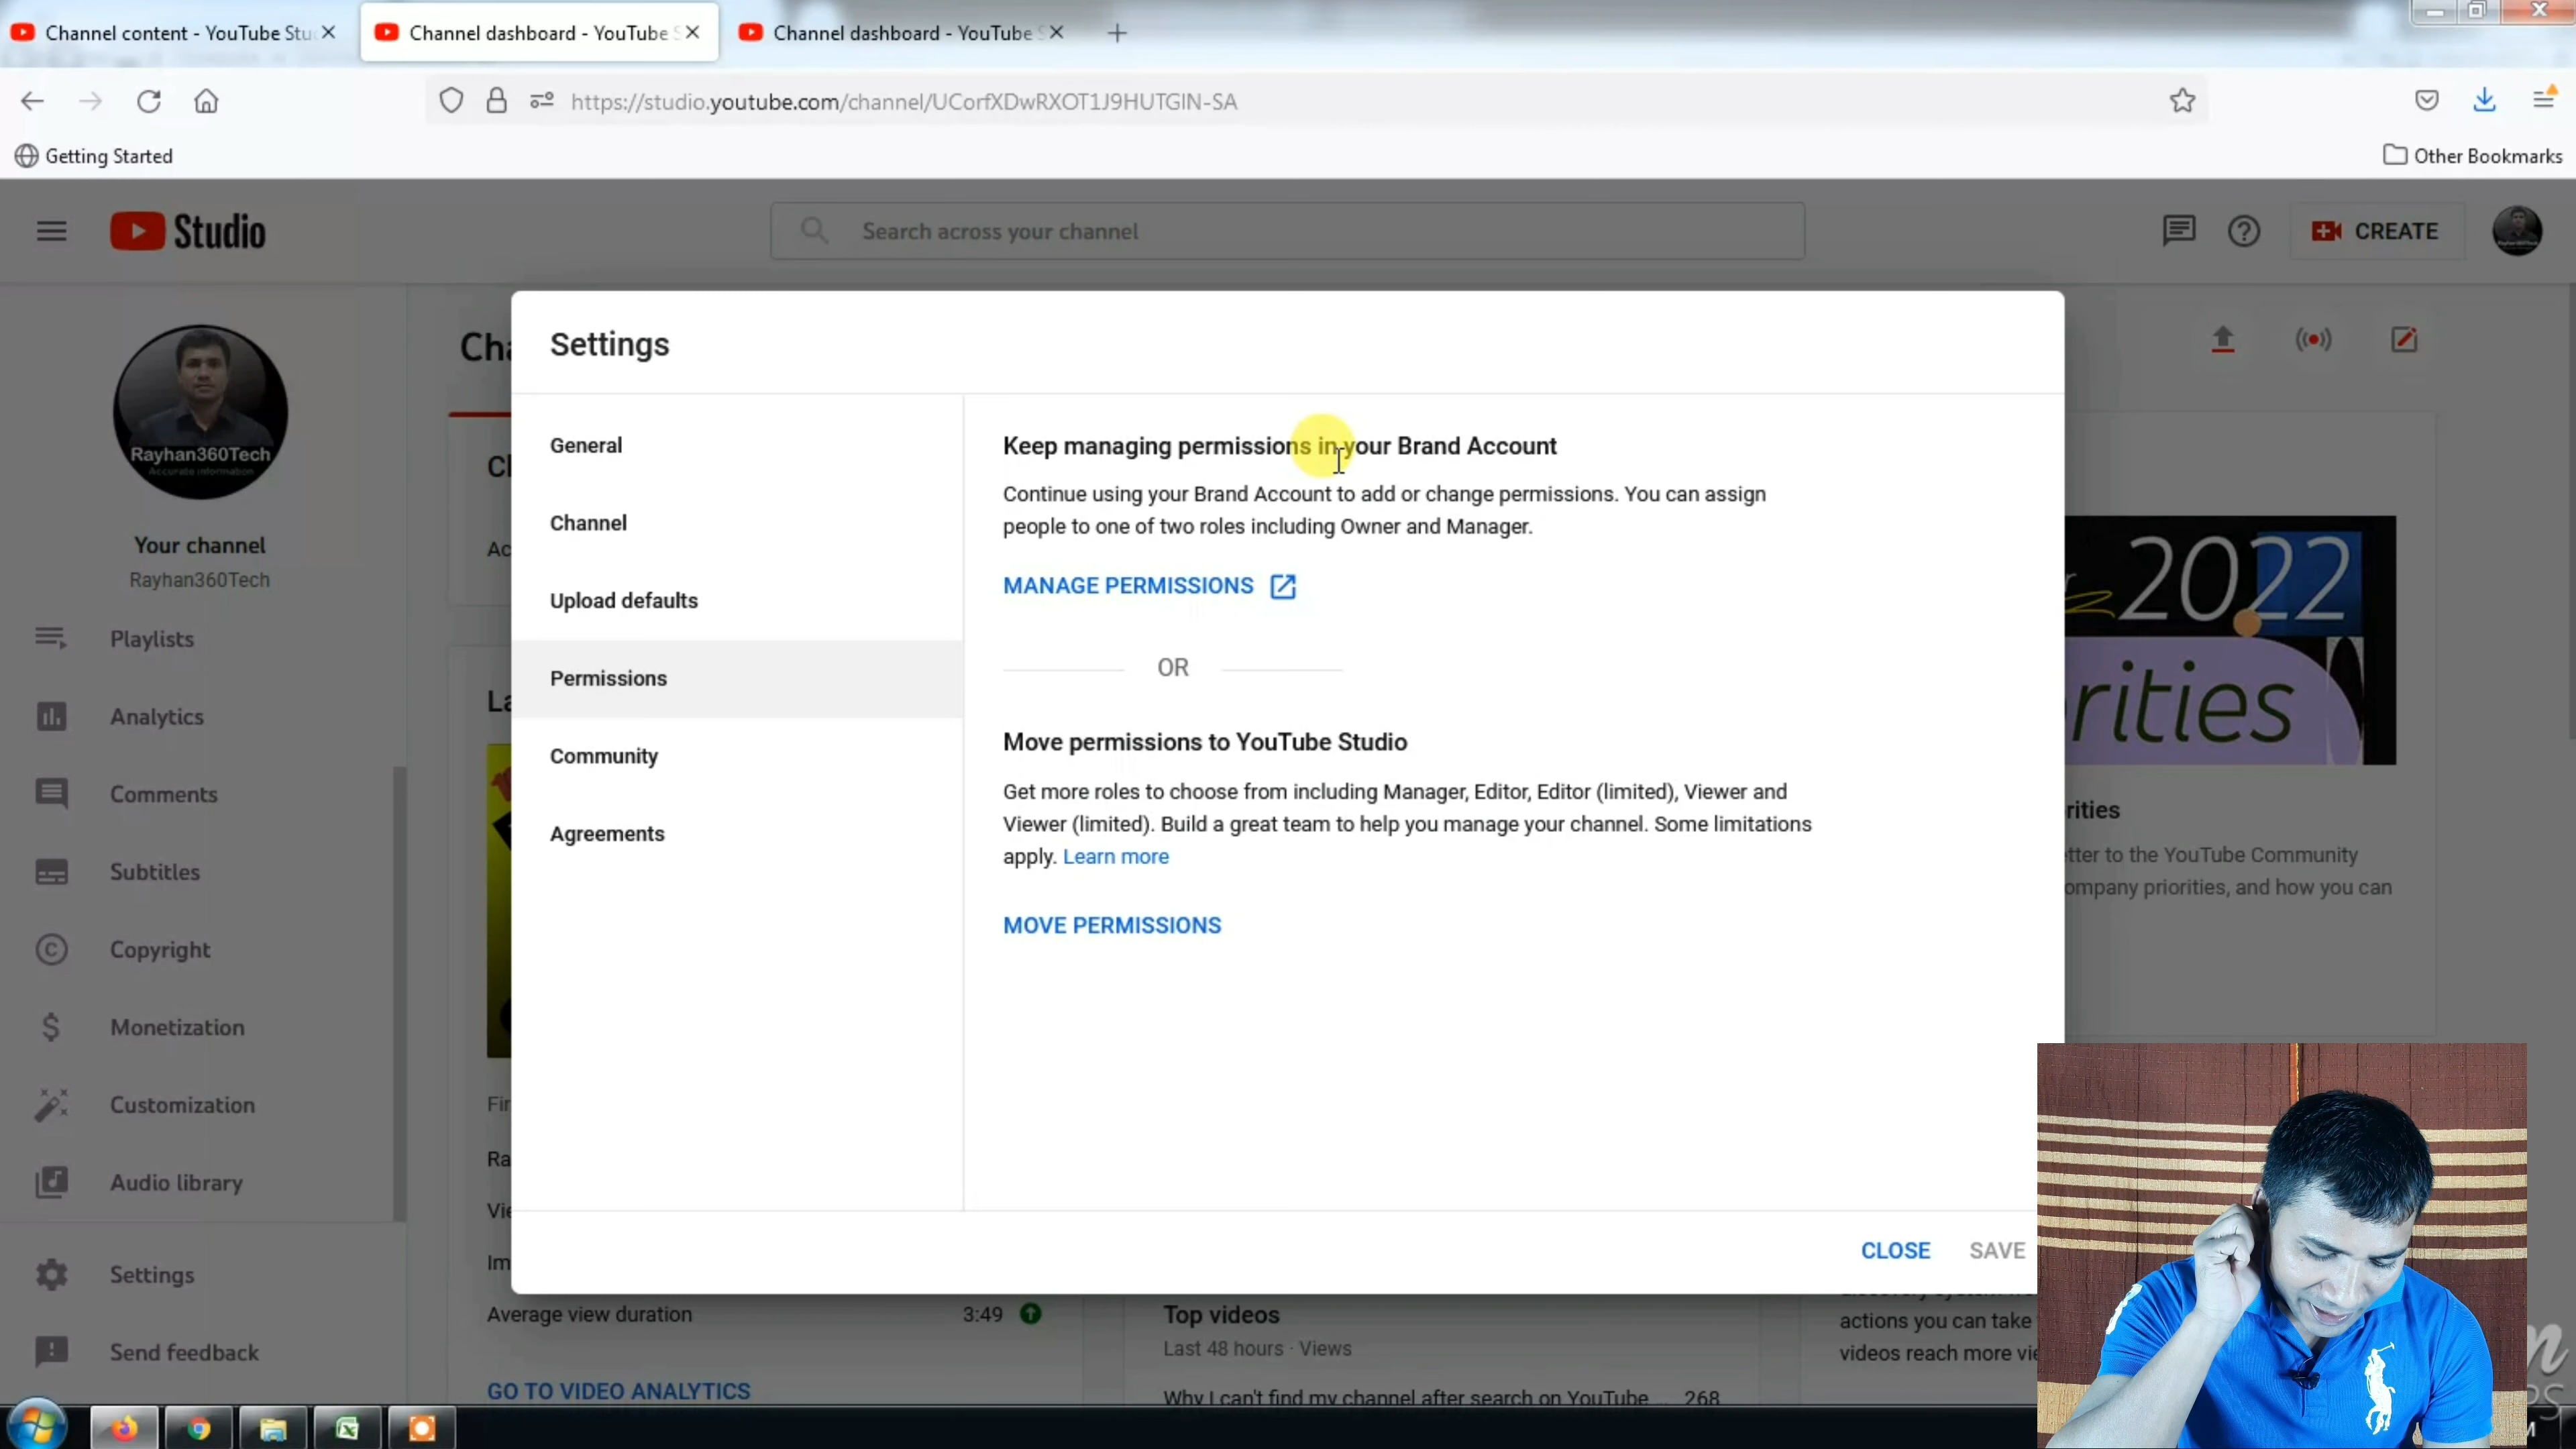 Channel content - YouTube Stu
Channel dashboard - YouTube S
Channel dashboard - YouTube S
https://studio.youtube.com/channel/UCorfXDwRXOT1J9HUTGIN-SA
Getting Started
Other Bookmarks
Studio
Search across your channel
CREATE
Rayhan360Tech
Accurate information
Your channel
Rayhan360Tech
Playlists
Analytics
Comments
Subtitles
Copyright
Monetization
Customization
Audio library
Settings
Send feedback
Cha
Settings
General
Channel
Upload defaults
Permissions
Community
Agreements
Keep managing permissions in your Brand Account
Continue using your Brand Account to add or change permissions. You can assign
people to one of two roles including Owner and Manager.
MANAGE PERMISSIONS
OR
Move permissions to YouTube Studio
Get more roles to choose from including Manager, Editor, Editor (limited), Viewer and
Viewer (limited). Build a great team to help you manage your channel. Some limitations
apply. Learn more
MOVE PERMISSIONS
CLOSE
SAVE
2022
rities
rities
tter to the YouTube Community
ompany priorities, and how you can
Average view duration
3:49
GO TO VIDEO ANALYTICS
Top videos
Last 48 hours · Views
Why I can't find my channel after search on YouTube ...
268
actions you can take
videos reach more vie